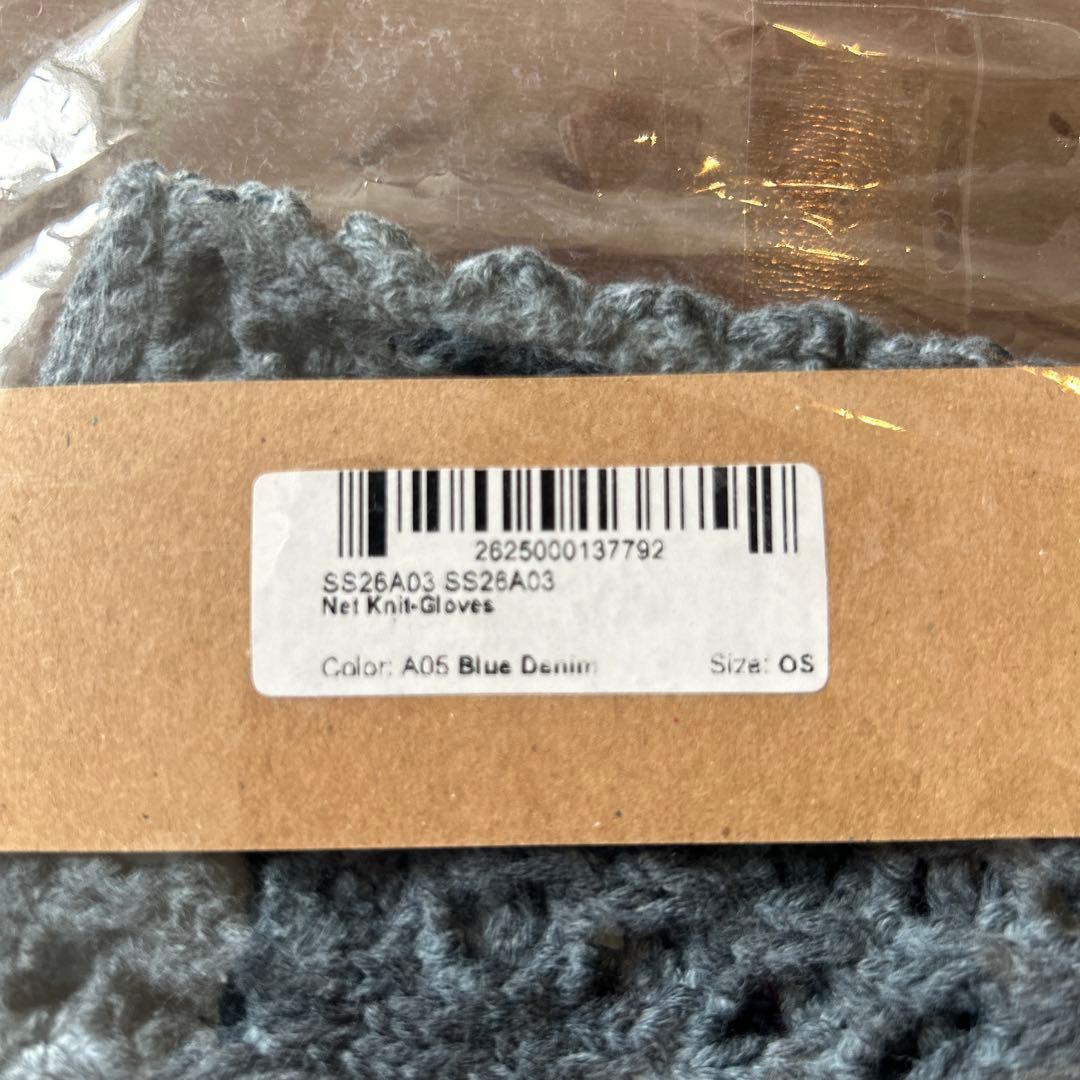 2625000137792
SS26A03 SS26A03
Net Knit-Gloves
Color: A05 Blue Denim
Size: OS